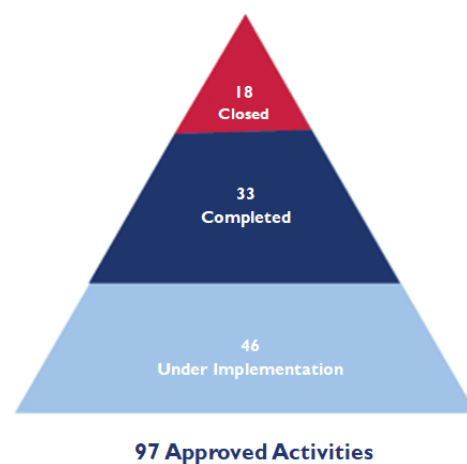 18
Closed
33
Completed
46
Under Implementation
97 Approved Activities